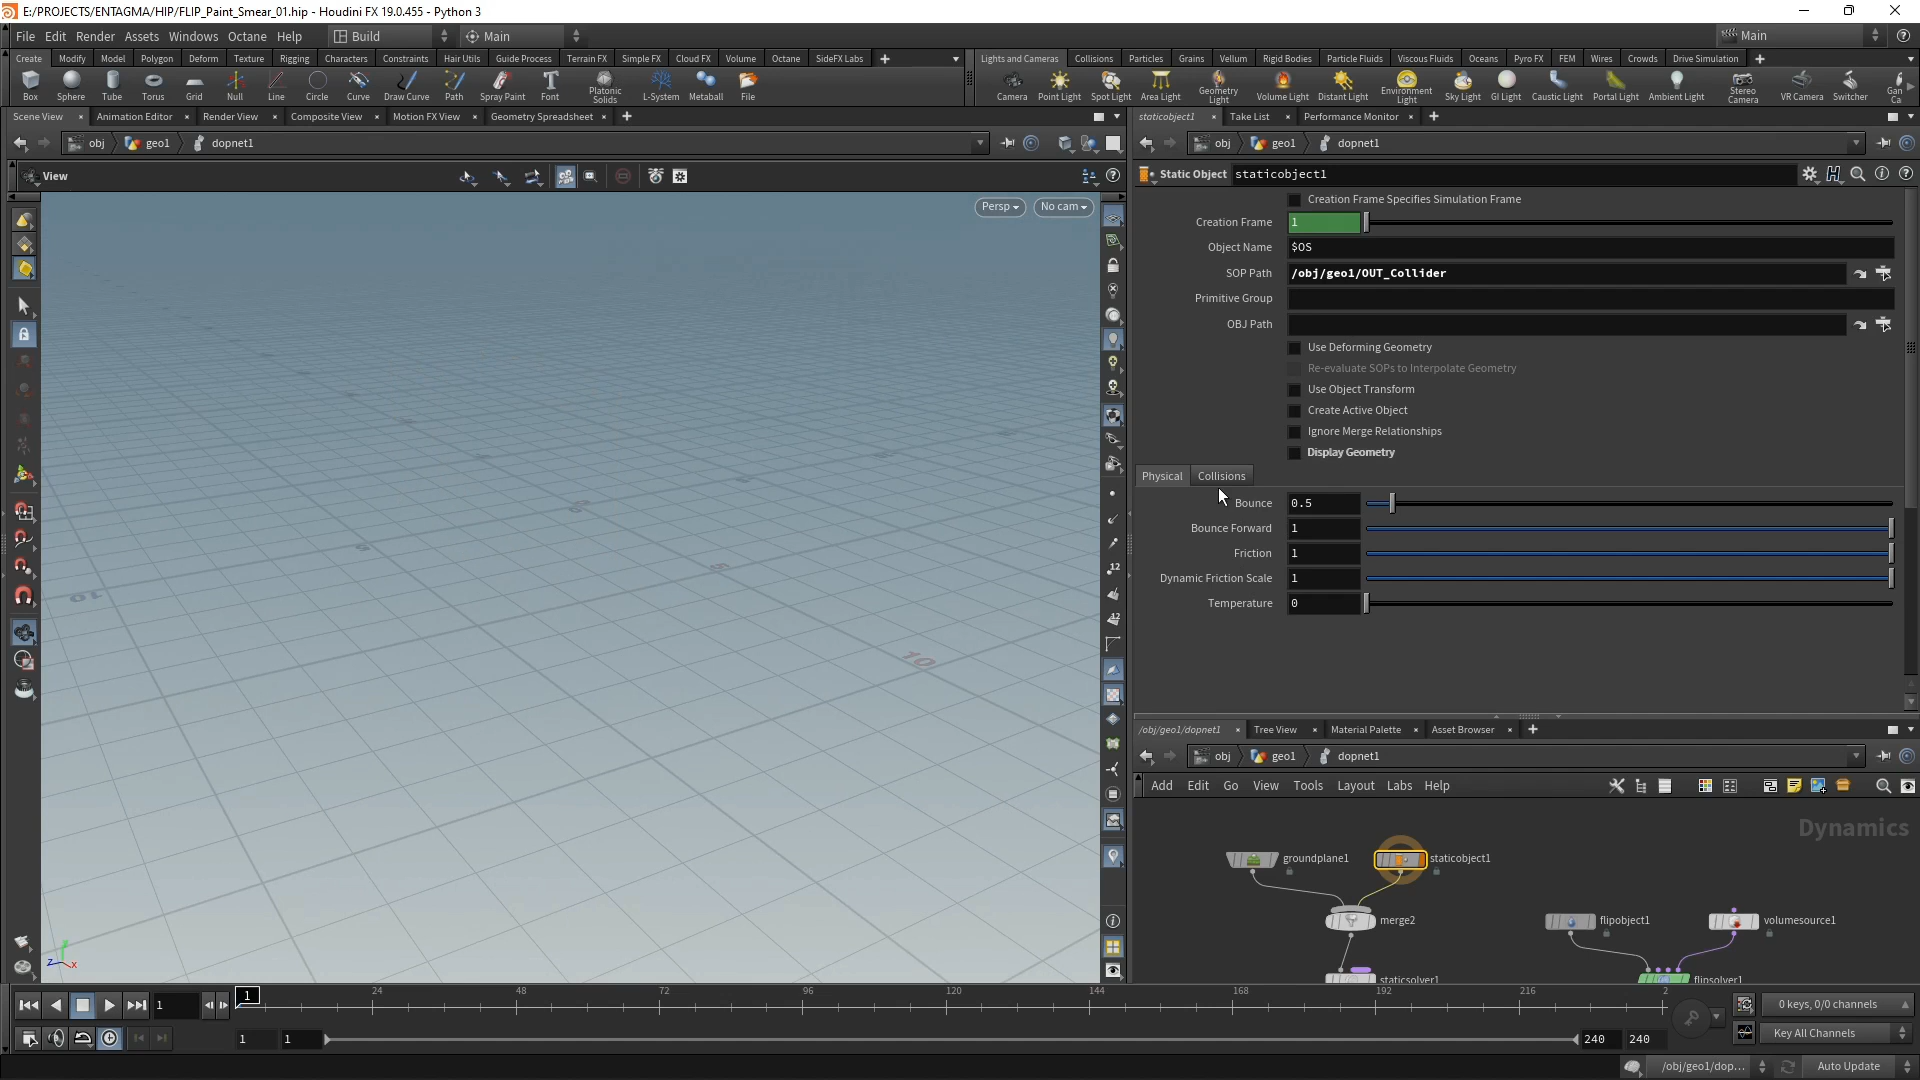 E:/PROJECTS/ENTAGMA/HIP/FLIP_Paint_Smear_01.hip - Houdini FX 19.0.455 - Python 3
File Edit Render Assets Windows Octane Help Build Main Main
Create Modify Model Polygon Deform Texture Rigging Characters Constraints Hair Utils Guide Process Terrain FX Simple FX Cloud FX Volume Octane SideFX Labs
Lights and Cameras Collisions Particles Grains Vellum Rigid Bodies Particle Fluids Viscous Fluids Oceans Pyro FX FEM Wires Crowds Drive Simulation
Box Sphere Tube Torus Grid Null Line Circle Curve Draw Curve Path Spray Paint Font Platonic Solids L-System Metaball File
Camera Point Light Spot Light Area Light Geometry Light Volume Light Distant Light Environment Light Sky Light GI Light Caustic Light Portal Light Ambient Light Stereo Camera VR Camera Switcher Gan Ca
Scene View Animation Editor Render View Composite View Motion FX View Geometry Spreadsheet
staticobject1 Take List Performance Monitor
obj geo1 dopnet1
obj geo1 dopnet1
View
Static Object staticobject1
Persp No cam
Creation Frame Specifies Simulation Frame
Creation Frame 1
Object Name $OS
SOP Path /obj/geo1/OUT_Collider
Primitive Group
OBJ Path
Use Deforming Geometry
Re-evaluate SOPs to Interpolate Geometry
Use Object Transform
Create Active Object
Ignore Merge Relationships
Display Geometry
Physical Collisions
Bounce 0.5
Bounce Forward 1
Friction 1
Dynamic Friction Scale 1
Temperature 0
12
12
10
10
/obj/geo1/dopnet1 Tree View Material Palette Asset Browser
obj geo1 dopnet1
Add Edit Go View Tools Layout Labs Help
Dynamics
groundplane1 staticobject1
merge2 flipobject1 volumesource1
staticsolver1 flipsolver1
z x
1 1 24 48 72 96 120 144 168 192 216 2
0 keys, 0/0 channels
1 1 240 240
Key All Channels
/obj/geo1/dop... Auto Update